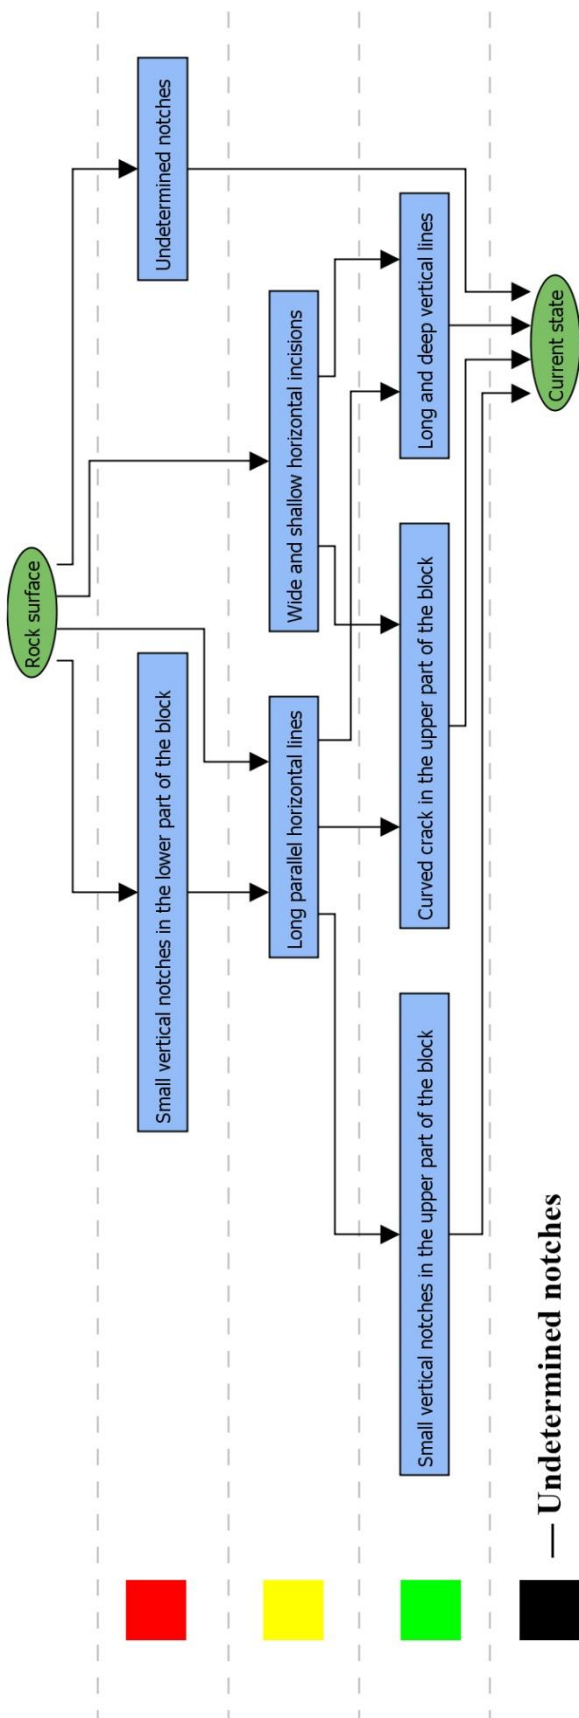 Rock surface
Small vertical notches in the lower part of the block
Undetermined notches
Long parallel horizontal lines
Wide and shallow horizontal incisions
Small vertical notches in the upper part of the block
Curved crack in the upper part of the block
Long and deep vertical lines
— Undetermined notches
Current state